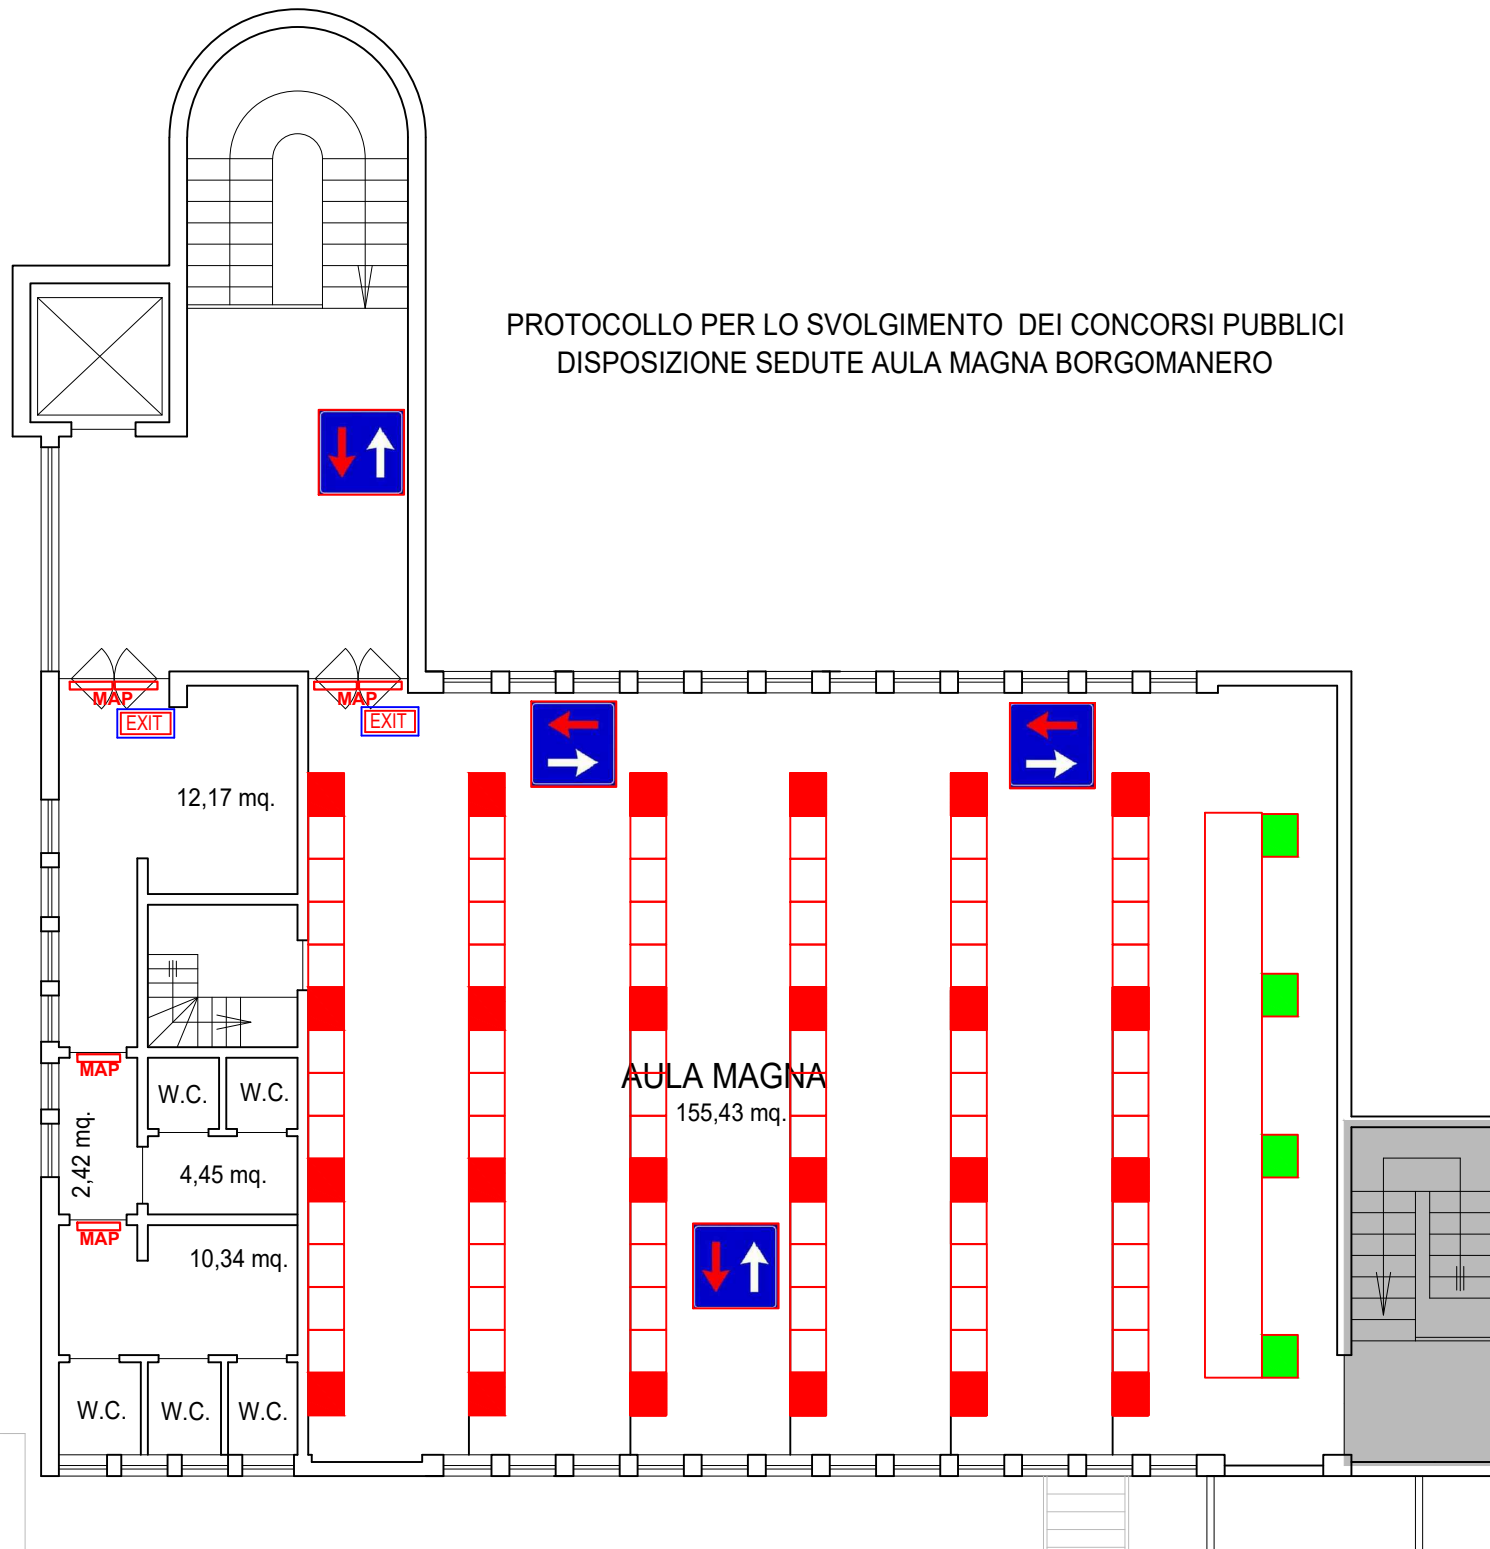 PROTOCOLLO PER LO SVOLGIMENTO DEI CONCORSI PUBBLICI
DISPOSIZIONE SEDUTE AULA MAGNA BORGOMANERO
MAP
MAP
EXIT
EXIT
12,17 mq.
MAP
W.C.
W.C.
AULA MAGNA
155,43 mq.
2,42 mq.
4,45 mq.
MAP
10,34 mq.
W.C.
W.C.
W.C.